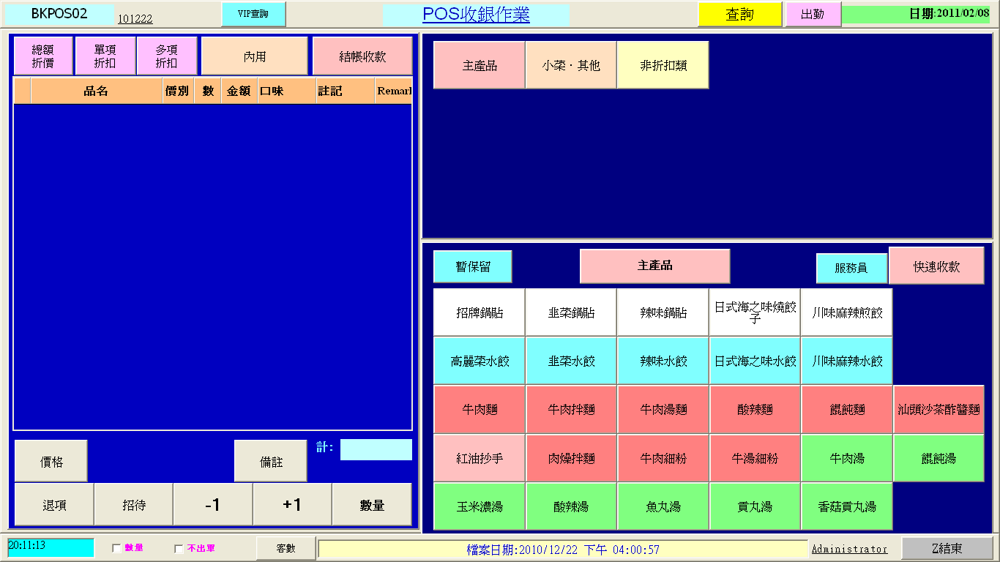 BKPOS02
101222
VIP查詢
POS收銀作業
查詢
出勤
日期:2011/02/08
總額
折價
單項
折扣
多項
折扣
內用
結帳收款
品名 價別 數 金額 口味 註記 Remark
主產品
小菜‧其他
非折扣類
暫保留
主產品
服務員
快速收款
招牌鍋貼
韭菜鍋貼
辣味鍋貼
日式海之味燒餃
子
川味麻辣煎餃
高麗菜水餃
韭菜水餃
辣味水餃
日式海之味水餃
川味麻辣水餃
牛肉麵
牛肉拌麵
牛肉湯麵
酸辣麵
餛飩麵
汕頭沙茶酢醬麵
紅油抄手
肉燥拌麵
牛肉細粉
牛湯細粉
牛肉湯
餛飩湯
玉米濃湯
酸辣湯
魚丸湯
貢丸湯
香菇貢丸湯
價格
備註
計:
退項
招待
-1
+1
數量
20:11:13
數量
不出單
客數
檔案日期:2010/12/22 下午 04:00:57
Administrator
Z結束